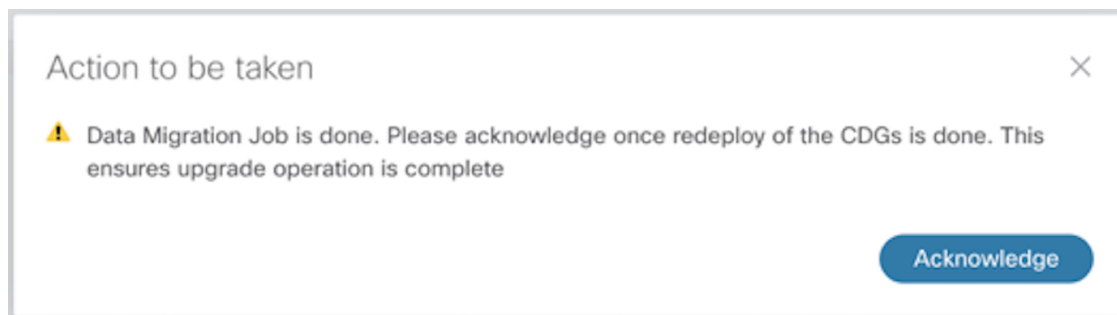 Action to be taken
Data Migration Job is done. Please acknowledge once redeploy of the CDGs is done. This
ensures upgrade operation is complete
Acknowledge